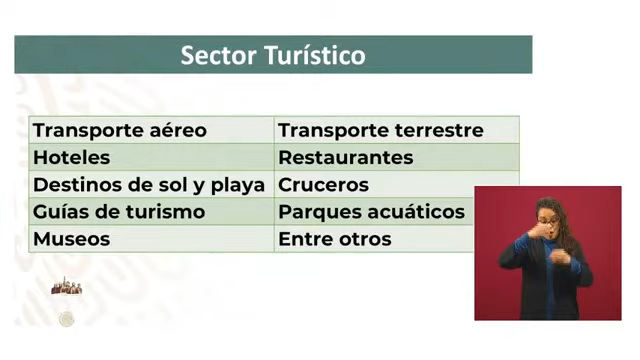 Sector Turístico
Transporte aéreo Transporte terrestre
Hoteles Restaurantes
Destinos de sol y playa Cruceros
Guías de turismo Parques acuáticos
Museos Entre otros